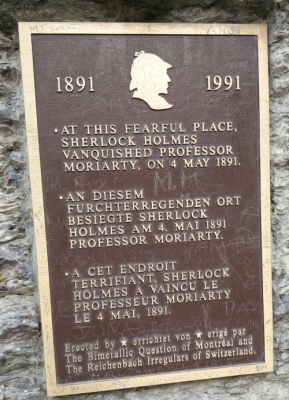 1891 1991
• AT THIS FEARFUL PLACE,
SHERLOCK HOLMES
VANQUISHED PROFESSOR
MORIARTY, ON 4 MAY 1891.
• AN DIESEM
FURCHTERREGENDEN ORT
BESIEGTE SHERLOCK
HOLMES AM 4. MAI 1891
PROFESSOR MORIARTY.
• A CET ENDROIT
TERRIFIANT, SHERLOCK
HOLMES A VAINCU LE
PROFESSEUR MORIARTY
LE 4 MAI, 1891.
Erected by ★ errichtet von ★ erigé par
The Bimetallic Question of Montréal and
The Reichenbach Irregulars of Switzerland.